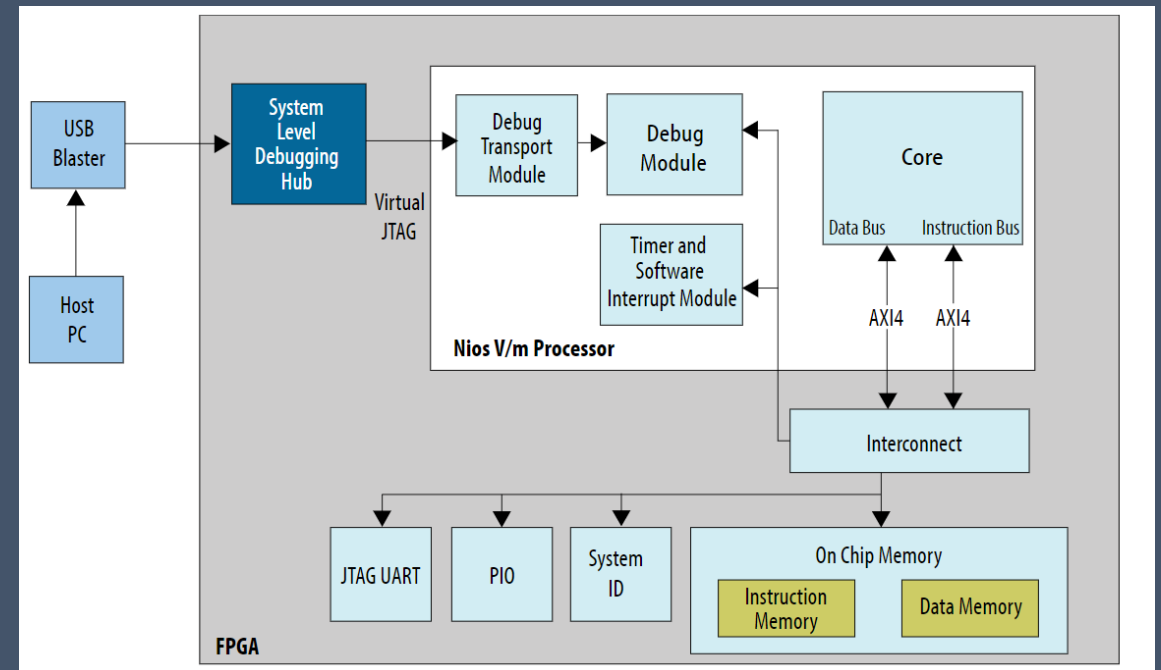 USB
Blaster
Host
PC
System
Level
Debugging
Hub
Virtual
JTAG
Debug
Transport
Module
Debug
Module
Timer and
Software
Interrupt Module
Core
Data Bus
Instruction Bus
AXI4
AXI4
Nios V/m Processor
Interconnect
JTAG UART
PIO
System
ID
On Chip Memory
Instruction
Memory
Data Memory
FPGA